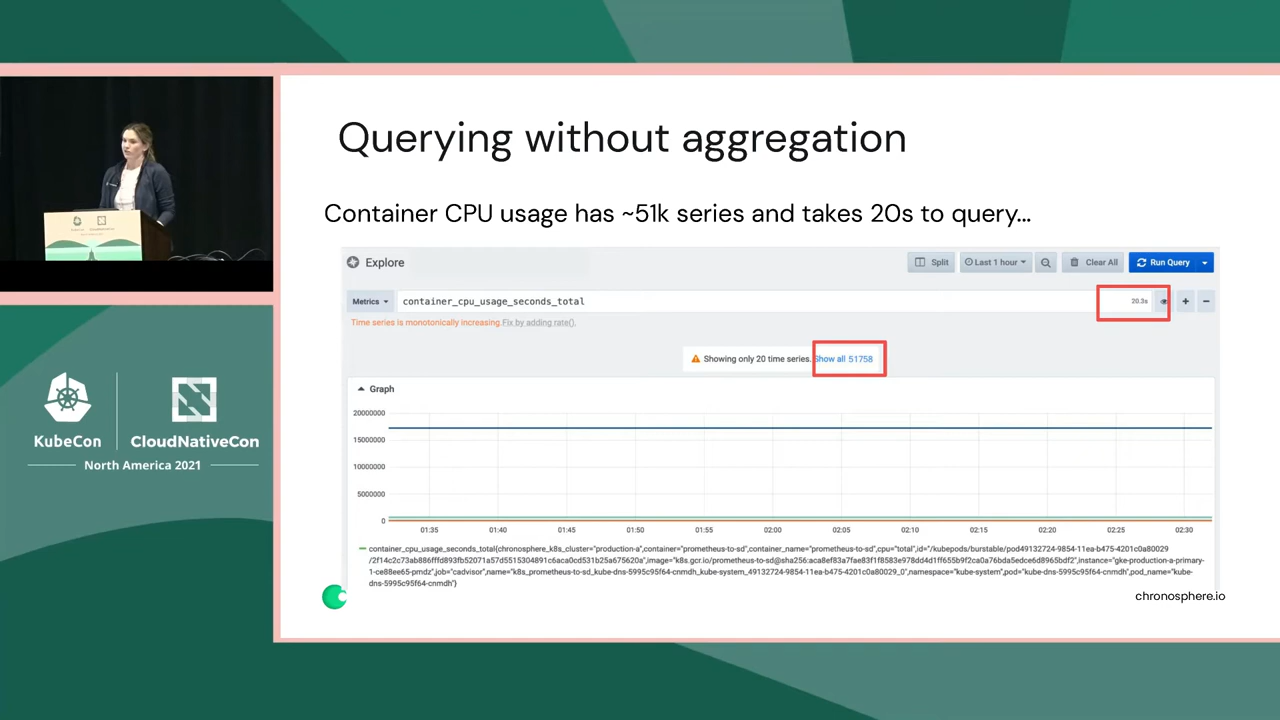 Querying without aggregation
Container CPU usage has ~51k series and takes 20s to query...
Explore
Split
Last 1 hour
Clear All
Run Query
Metrics
container_cpu_usage_seconds_total
20.3s
Time series is monotonically increasing. Fix by adding rate().
Showing only 20 time series. Show all 51758
Graph
20000000
15000000
10000000
5000000
0
01:35 01:40 01:45 01:50 01:55 02:00 02:05 02:10 02:15 02:20 02:25 02:30
container_cpu_usage_seconds_total{chronosphere_k8s_cluster="production-a",container="prometheus-to-sd",container_name="prometheus-to-sd",cpu="total",id="/kubepods/burstable/pod49132724-9854-11ea-b475-4201c0a80029
/2f14c2c73ab886fffd893fb52071a57d5515304891c6aca0cd531b25a675620a",image="k8s.gcr.io/prometheus-to-sd@sha256:aca8ef83a7fae83f1f8583e978dd4d1ff655b9f2ca0a76bda5edce6d8965bdf2",instance="gke-production-a-primary-
1-ce88ee65-pmdz",job="cadvisor",name="k8s_prometheus-to-sd_kube-dns-5995c95f64-cnmdh_kube-system_49132724-9854-11ea-b475-4201c0a80029_0",namespace="kube-system",pod="kube-dns-5995c95f64-cnmdh",pod_name="kube-
dns-5995c95f64-cnmdh"}
chronosphere.io
KubeCon
CloudNativeCon
North America 2021